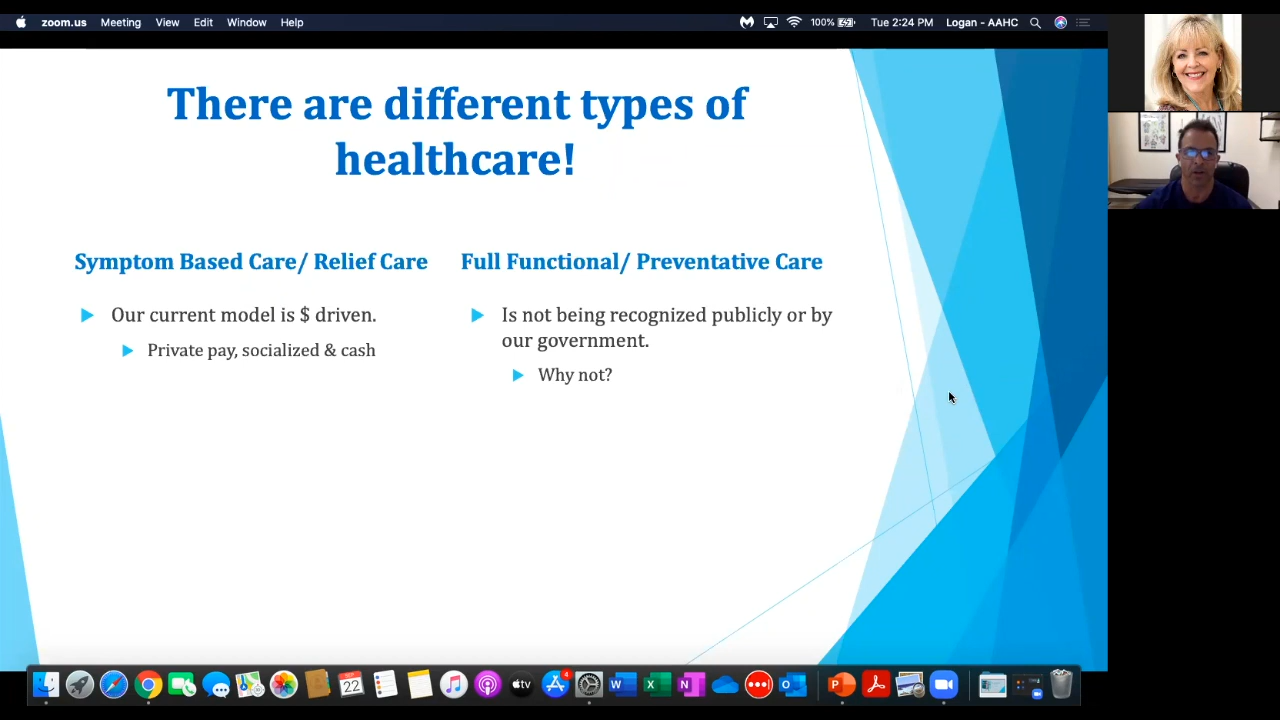 zoom.us Meeting View Edit Window Help 100% Tue 2:24 PM Logan - AAHC
There are different types of
healthcare!
Symptom Based Care/ Relief Care
Our current model is $ driven.
Private pay, socialized & cash
Full Functional/ Preventative Care
Is not being recognized publicly or by
our government.
Why not?
22
tv
4
W X N O P